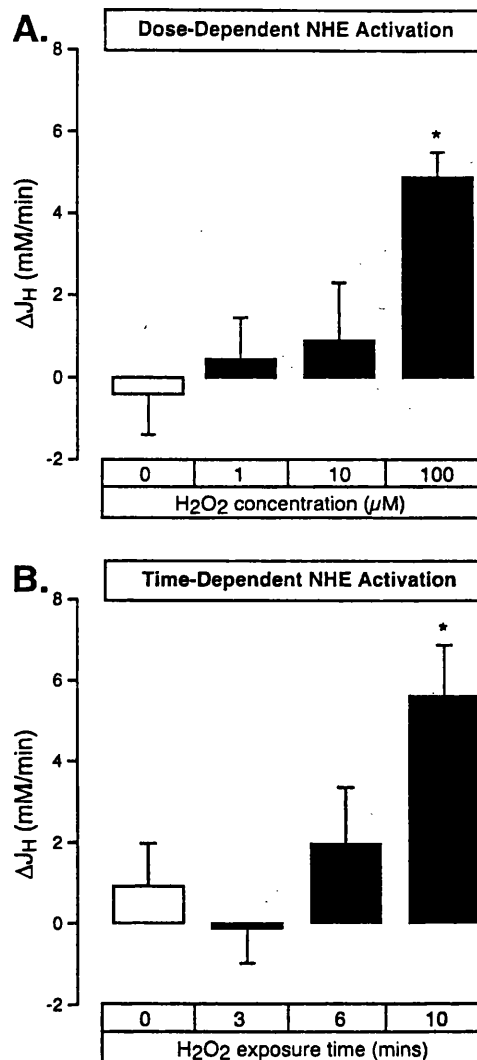 A.
Dose-Dependent NHE Activation
8
6
4
2
0
-2
ΔJH (mM/min)
*
0 1 10 100
H2O2 concentration (µM)
B.
Time-Dependent NHE Activation
8
6
4
2
0
-2
ΔJH (mM/min)
*
0 3 6 10
H2O2 exposure time (mins)